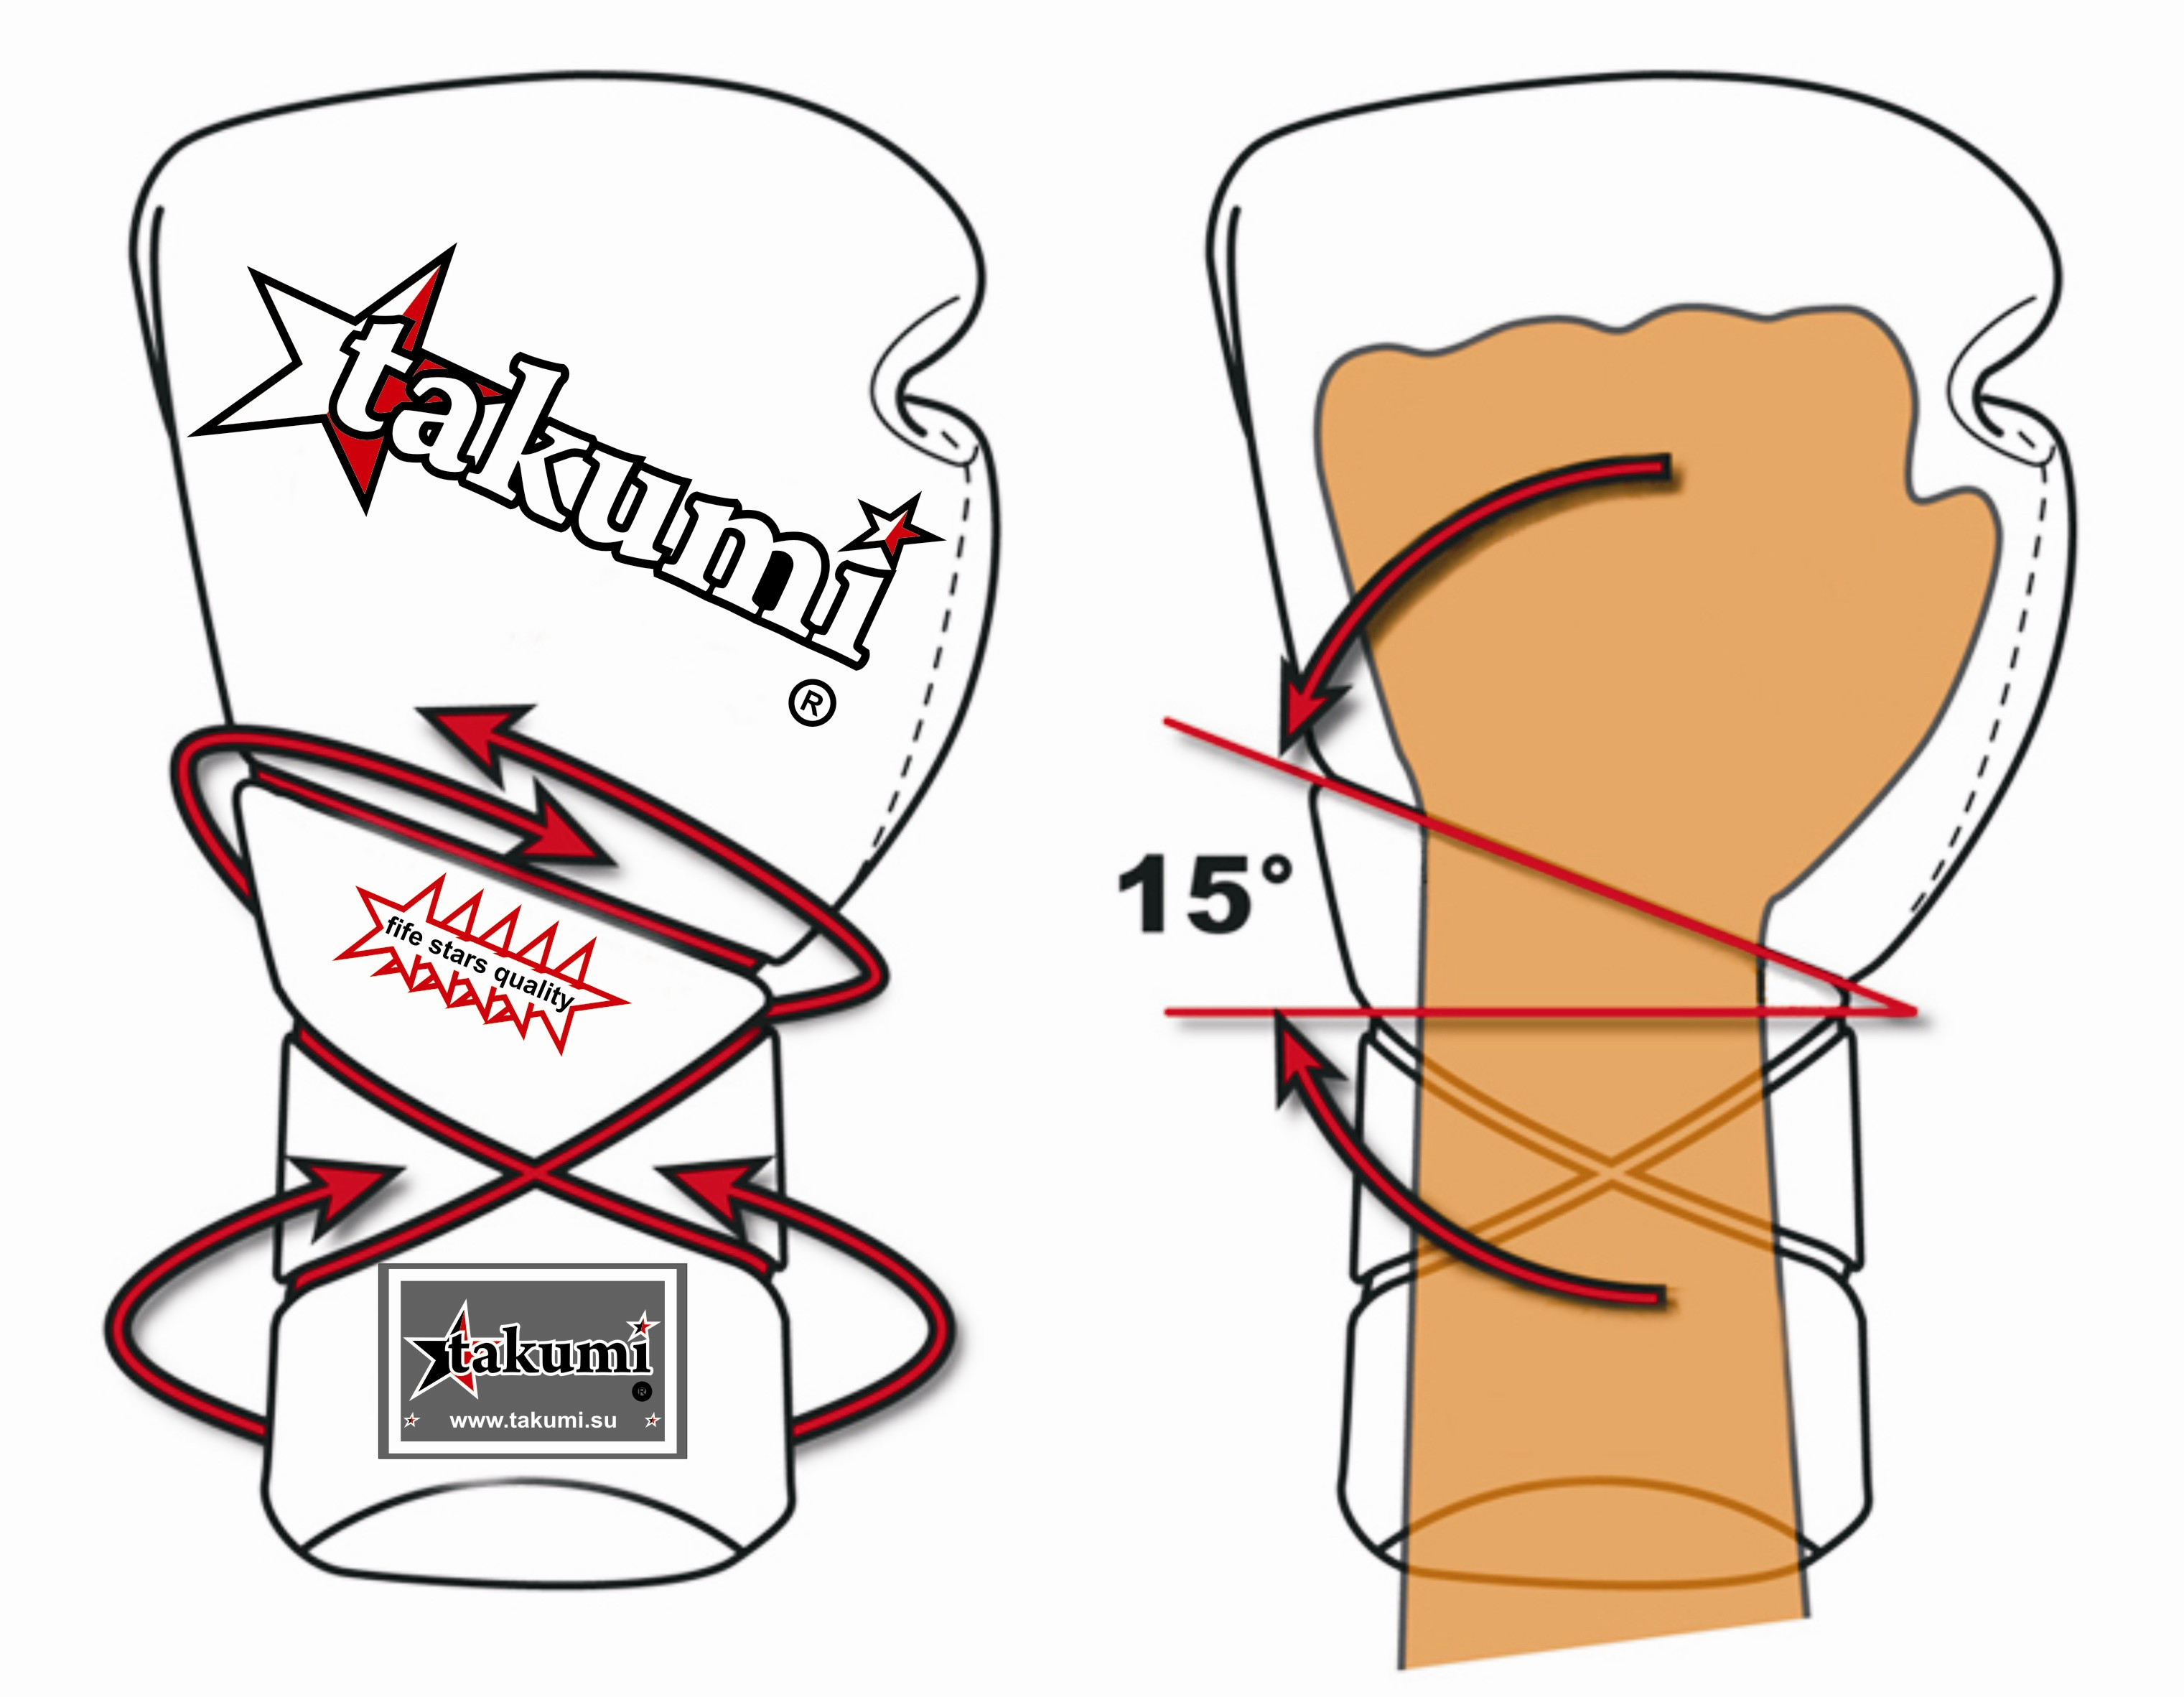 takumi
®
fife stars quality
takumi
®
www.takumi.su
15°